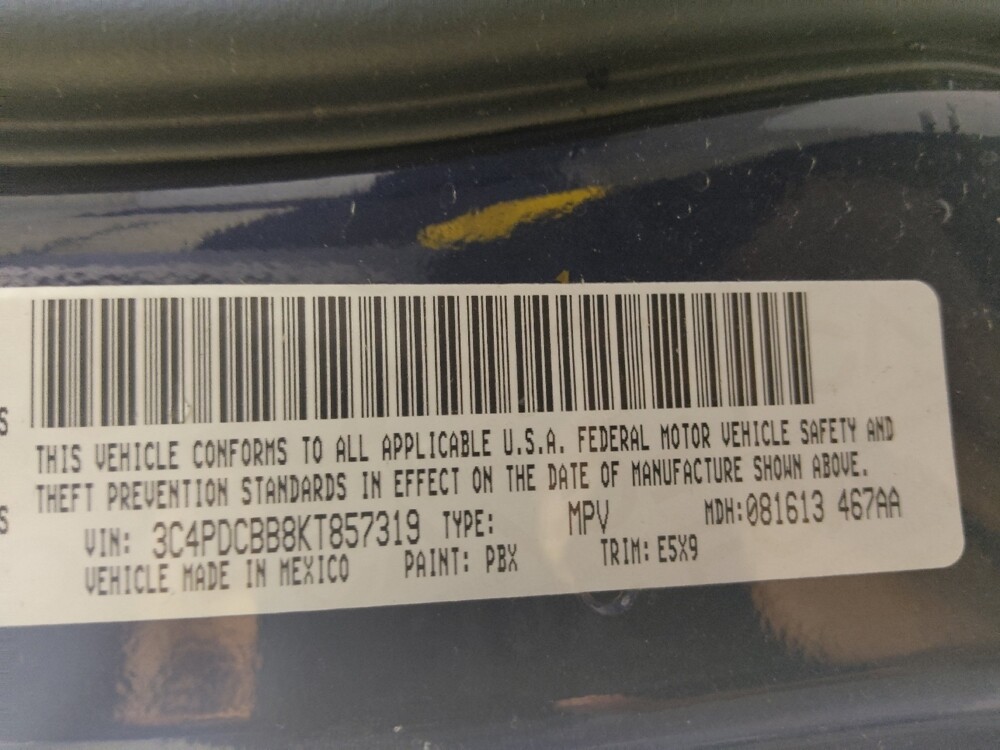 S
THIS VEHICLE CONFORMS TO ALL APPLICABLE U.S.A. FEDERAL MOTOR VEHICLE SAFETY AND
S THEFT PREVENTION STANDARDS IN EFFECT ON THE DATE OF MANUFACTURE SHOWN ABOVE.
VIN: 3C4PDCBB8KT857319 TYPE: MPV MDH:081613 467AA
VEHICLE MADE IN MEXICO PAINT: PBX TRIM: E5X9